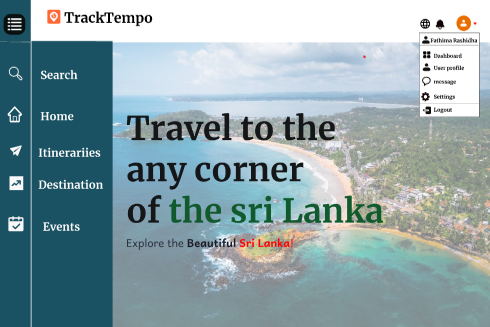 TrackTempo
Fathima Rashidha
Dashboard
User profile
message
Settings
Logout
Search
Home
Itinerariies
Destination
Events
Travel to the
any corner
of the sri Lanka
Explore the Beautiful Sri Lanka!